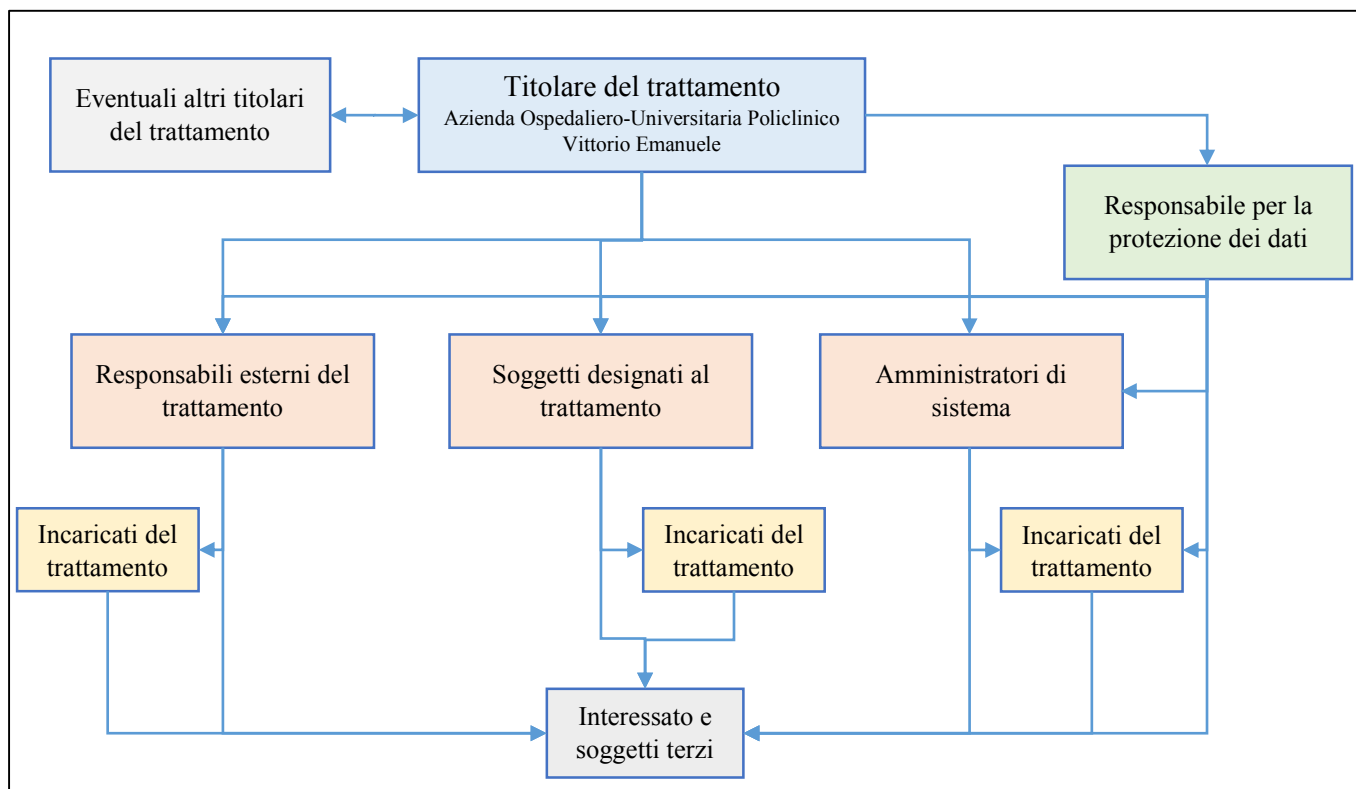 Eventuali altri titolari
del trattamento
Titolare del trattamento
Azienda Ospedaliero-Universitaria Policlinico
Vittorio Emanuele
Responsabile per la
protezione dei dati
Responsabili esterni del
trattamento
Soggetti designati al
trattamento
Amministratori di
sistema
Incaricati del
trattamento
Incaricati del
trattamento
Incaricati del
trattamento
Interessato e
soggetti terzi